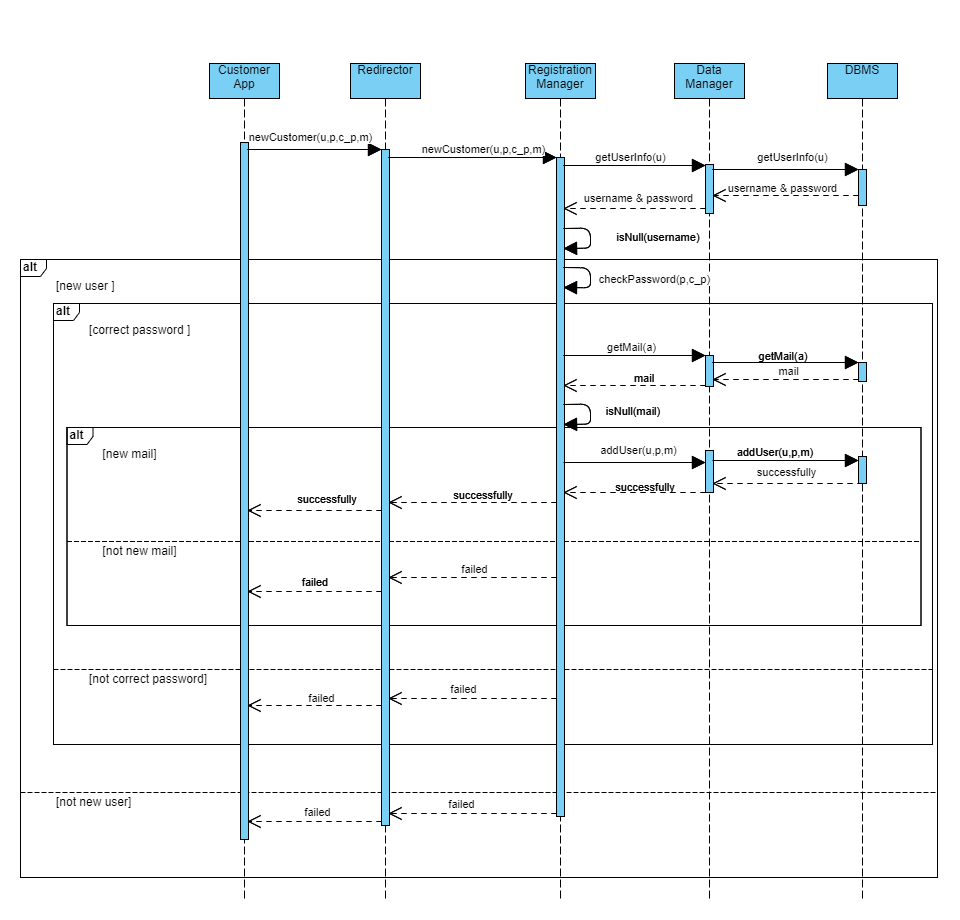 Customer
App
Redirector
Registration
Manager
Data
Manager
DBMS
newCustomer(u,p,c_p,m)
newCustomer(u,p,c_p,m)
getUserInfo(u)
getUserInfo(u)
username & password
username & password
isNull(username)
alt
[new user ]
checkPassword(p,c_p)
alt
[correct password ]
getMail(a)
getMail(a)
mail
mail
isNull(mail)
alt
[new mail]
addUser(u,p,m)
addUser(u,p,m)
successfully
successfully
successfully
successfully
[not new mail]
failed
failed
[not correct password]
failed
failed
[not new user]
failed
failed